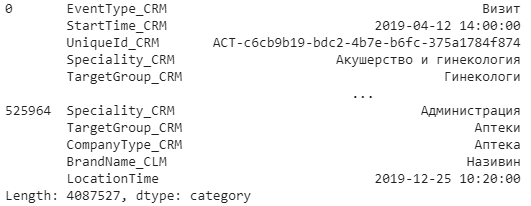 0 EventType_CRM Визит
StartTime_CRM 2019-04-12 14:00:00
UniqueId_CRM ACT-c6cb9b19-bdc2-4b7e-b6fc-375a1784f874
Speciality_CRM Акушерство и гинекология
TargetGroup_CRM Гинекологи
...
525964 Speciality_CRM Администрация
TargetGroup_CRM Аптеки
CompanyType_CRM Аптека
BrandName_CLM Називин
LocationTime 2019-12-25 10:20:00
Length: 4087527, dtype: category